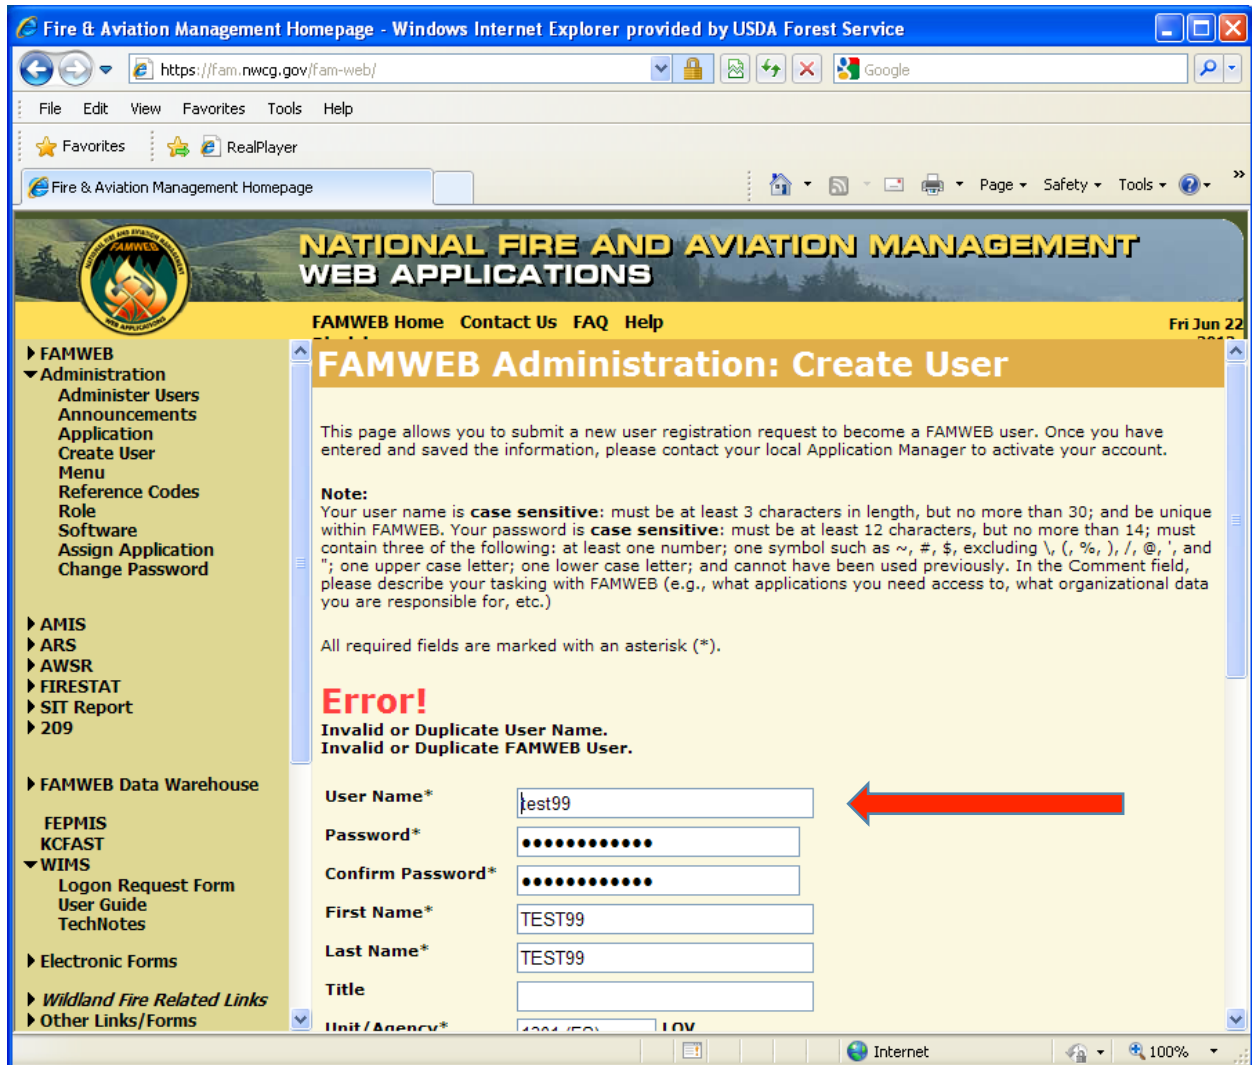 Fire & Aviation Management Homepage - Windows Internet Explorer provided by USDA Forest Service
https://fam.nwcg.gov/fam-web/
Google
File Edit View Favorites Tools Help
Favorites RealPlayer
Fire & Aviation Management Homepage
Page Safety Tools
»
FAMWEB
NATIONAL FIRE AND AVIATION MANAGEMENT
WEB APPLICATIONS
FAMWEB Home Contact Us FAQ Help
Fri Jun 22
FAMWEB
Administration
Administer Users
Announcements
Application
Create User
Menu
Reference Codes
Role
Software
Assign Application
Change Password
AMIS
ARS
AWSR
FIRESTAT
SIT Report
209
FAMWEB Data Warehouse
FEPMIS
KCFAST
WIMS
Logon Request Form
User Guide
TechNotes
Electronic Forms
Wildland Fire Related Links
Other Links/Forms
FAMWEB Administration: Create User
This page allows you to submit a new user registration request to become a FAMWEB user. Once you have
entered and saved the information, please contact your local Application Manager to activate your account.
Note:
Your user name is case sensitive: must be at least 3 characters in length, but no more than 30; and be unique
within FAMWEB. Your password is case sensitive: must be at least 12 characters, but no more than 14; must
contain three of the following: at least one number; one symbol such as ~, #, $, excluding \, (, %, ), /, @, ', and
"; one upper case letter; one lower case letter; and cannot have been used previously. In the Comment field,
please describe your tasking with FAMWEB (e.g., what applications you need access to, what organizational data
you are responsible for, etc.)
All required fields are marked with an asterisk (*).
Error!
Invalid or Duplicate User Name.
Invalid or Duplicate FAMWEB User.
User Name* test99
Password* ●●●●●●●●●●●●
Confirm Password* ●●●●●●●●●●●●
First Name* TEST99
Last Name* TEST99
Title
Unit/Agency* LOV
Internet
100%